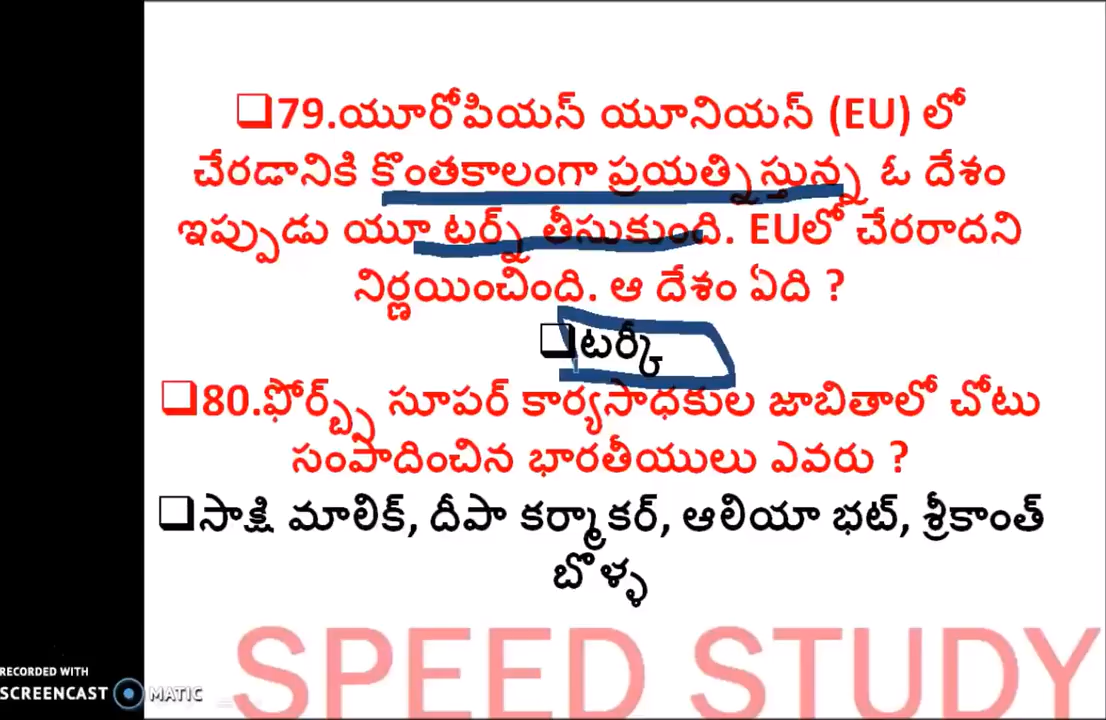 ❑79.యూరోపియన్ యూనియన్ (EU) లో
చేరడానికి కొంతకాలంగా ప్రయత్నిస్తున్న ఓ దేశం
ఇప్పుడు యూ టర్న్ తీసుకుంది. EUలో చేరరాదని
నిర్ణయించింది. ఆ దేశం ఏది ?
❑టర్కీ
❑80.ఫోర్బ్స్ సూపర్ కార్యసాధకుల జాబితాలో చోటు
సంపాదించిన భారతీయులు ఎవరు ?
❑సాక్షి మాలిక్, దీపా కర్మాకర్, ఆలియా భట్, శ్రీకాంత్
బొళ్ళ
SPEED STUDY
RECORDED WITH
SCREENCAST MATIC